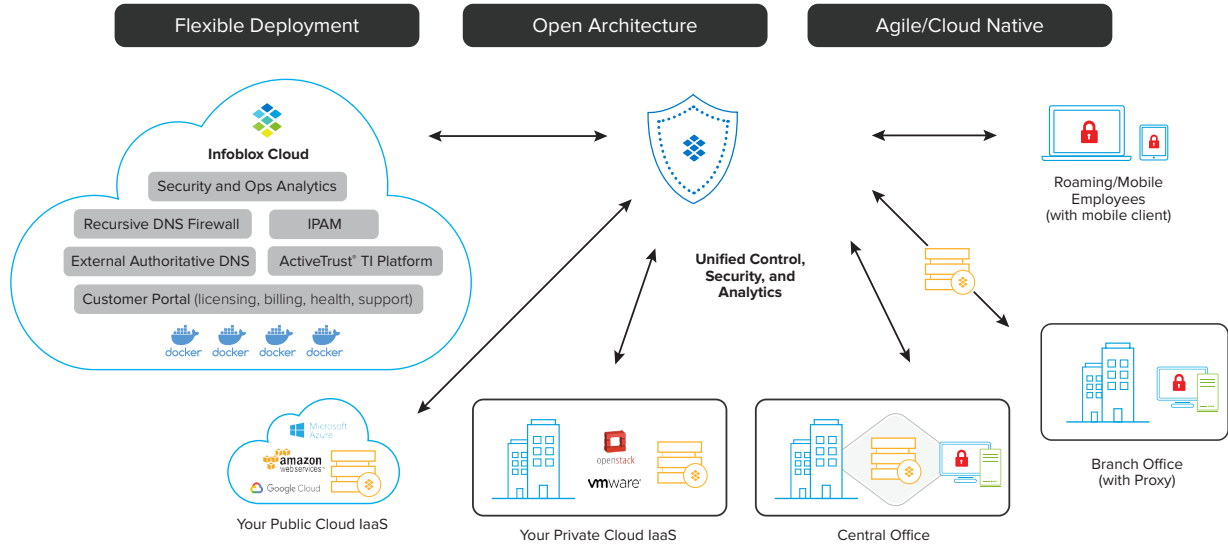 Flexible Deployment
Open Architecture
Agile/Cloud Native
Infoblox Cloud
Security and Ops Analytics
Recursive DNS Firewall
IPAM
External Authoritative DNS
ActiveTrust® TI Platform
Customer Portal (licensing, billing, health, support)
docker
docker
docker
docker
Unified Control,
Security, and
Analytics
Roaming/Mobile
Employees
(with mobile client)
Microsoft
Azure
amazon
webservices™
Google Cloud
Your Public Cloud IaaS
openstack
vmware®
Your Private Cloud IaaS
Central Office
Branch Office
(with Proxy)